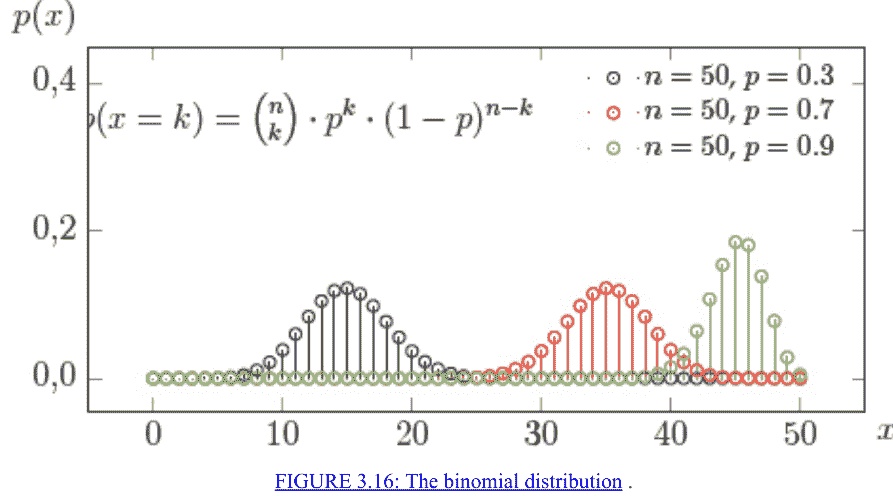 p(x)
0,4
p(x = k) = \binom{n}{k} · p^k · (1 − p)^{n−k}
n = 50, p = 0.3
n = 50, p = 0.7
n = 50, p = 0.9
0,2
0,0
0 10 20 30 40 50 x
FIGURE 3.16: The binomial distribution .